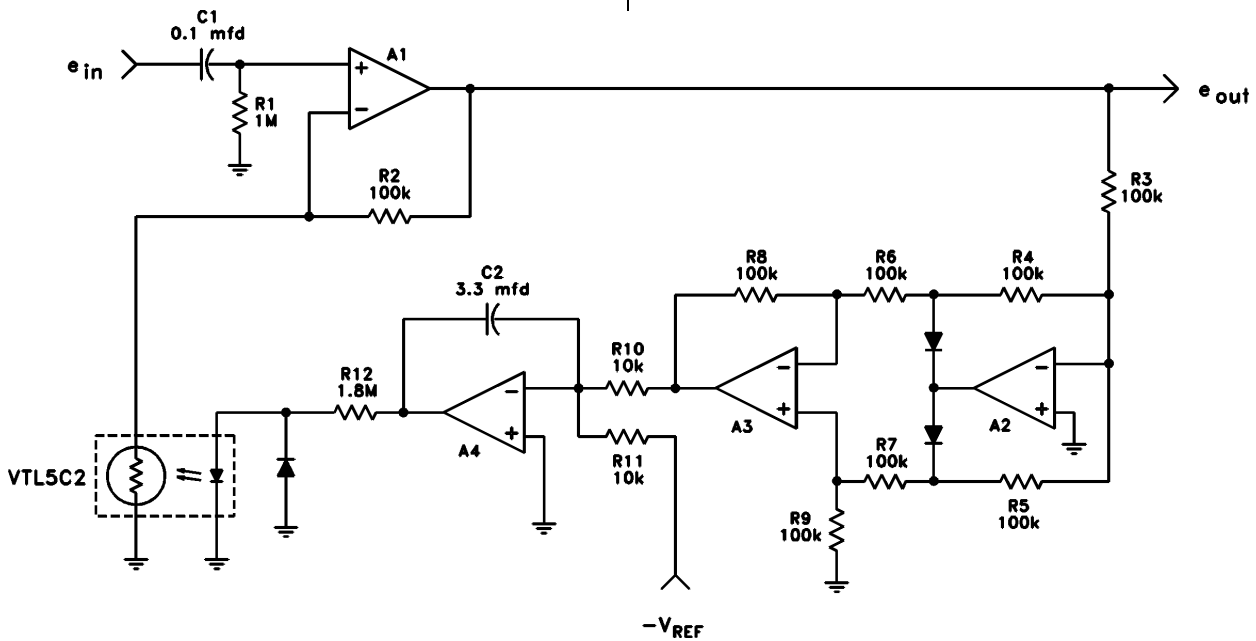 C1
0.1 mfd
e in
A1
+
−
R1
1M
e out
R2
100k
R3
100k
C2
3.3 mfd
R8
100k
R6
100k
R4
100k
R10
10k
R12
1.8M
−
+
A4
−
+
A3
−
+
A2
R11
10k
R7
100k
VTL5C2
R9
100k
R5
100k
−VREF